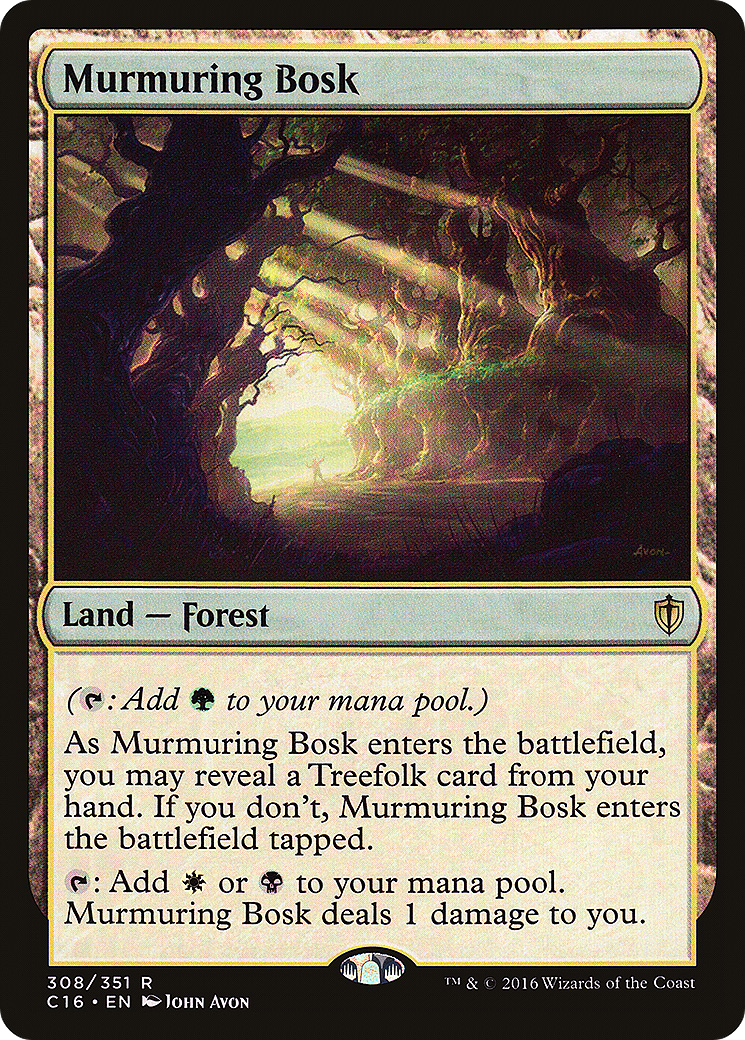 Murmuring Bosk
AVON-
Land — Forest
( : Add to your mana pool.)
As Murmuring Bosk enters the battlefield,
you may reveal a Treefolk card from your
hand. If you don't, Murmuring Bosk enters
the battlefield tapped.
: Add or to your mana pool.
Murmuring Bosk deals 1 damage to you.
308/351 R
C16 • EN John Avon
™ & © 2016 Wizards of the Coast